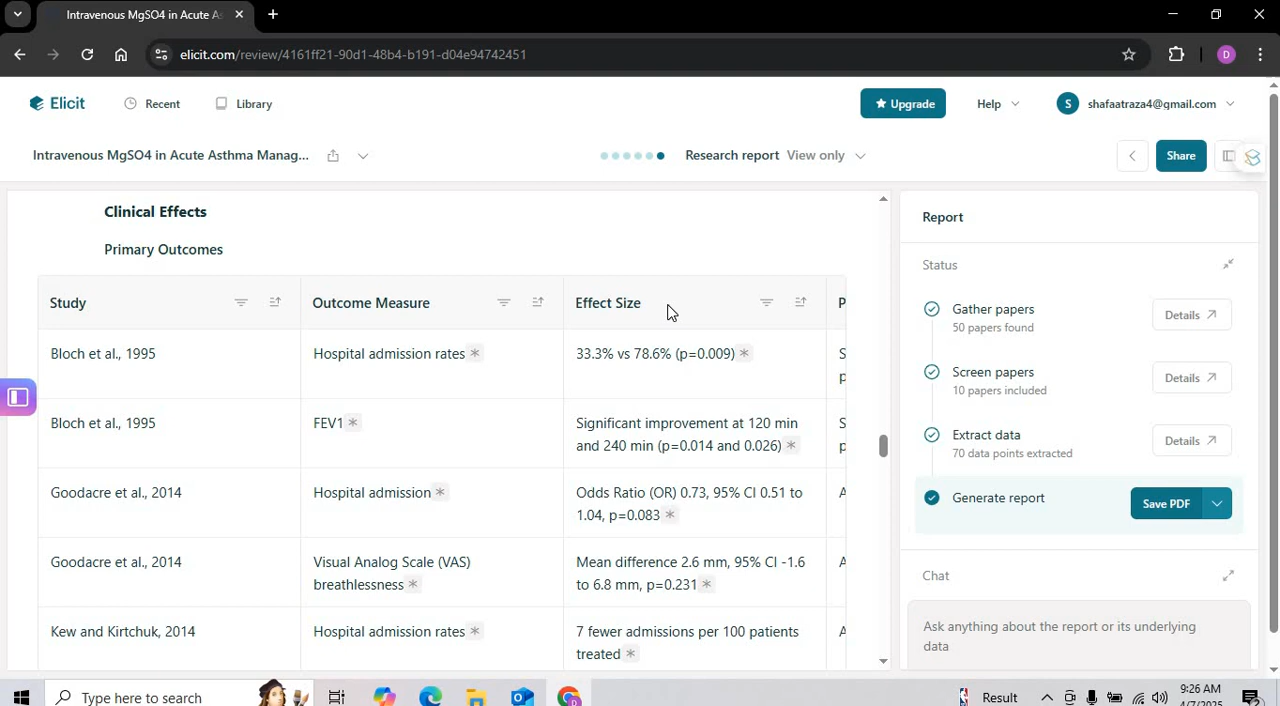 Intravenous MgSO4 in Acute As
elicit.com/review/4161ff21-90d1-48b4-b191-d04e94742451
D
Elicit
Recent
Library
Upgrade
Help
S
shafaatraza4@gmail.com
Intravenous MgSO4 in Acute Asthma Manag...
Research report View only
Share
Clinical Effects
Primary Outcomes
Study
Outcome Measure
Effect Size
P
Bloch et al., 1995
Hospital admission rates *
33.3% vs 78.6% (p=0.009) *
S
p
Bloch et al., 1995
FEV1 *
Significant improvement at 120 min
and 240 min (p=0.014 and 0.026) *
S
p
Goodacre et al., 2014
Hospital admission *
Odds Ratio (OR) 0.73, 95% CI 0.51 to
1.04, p=0.083 *
A
Goodacre et al., 2014
Visual Analog Scale (VAS)
breathlessness *
Mean difference 2.6 mm, 95% CI -1.6
to 6.8 mm, p=0.231 *
A
Kew and Kirtchuk, 2014
Hospital admission rates *
7 fewer admissions per 100 patients
treated *
A
Report
Status
Gather papers
50 papers found
Details
Screen papers
10 papers included
Details
Extract data
70 data points extracted
Details
Generate report
Save PDF
Chat
Ask anything about the report or its underlying
data
Type here to search
Result
9:26 AM
4/7/2025
2